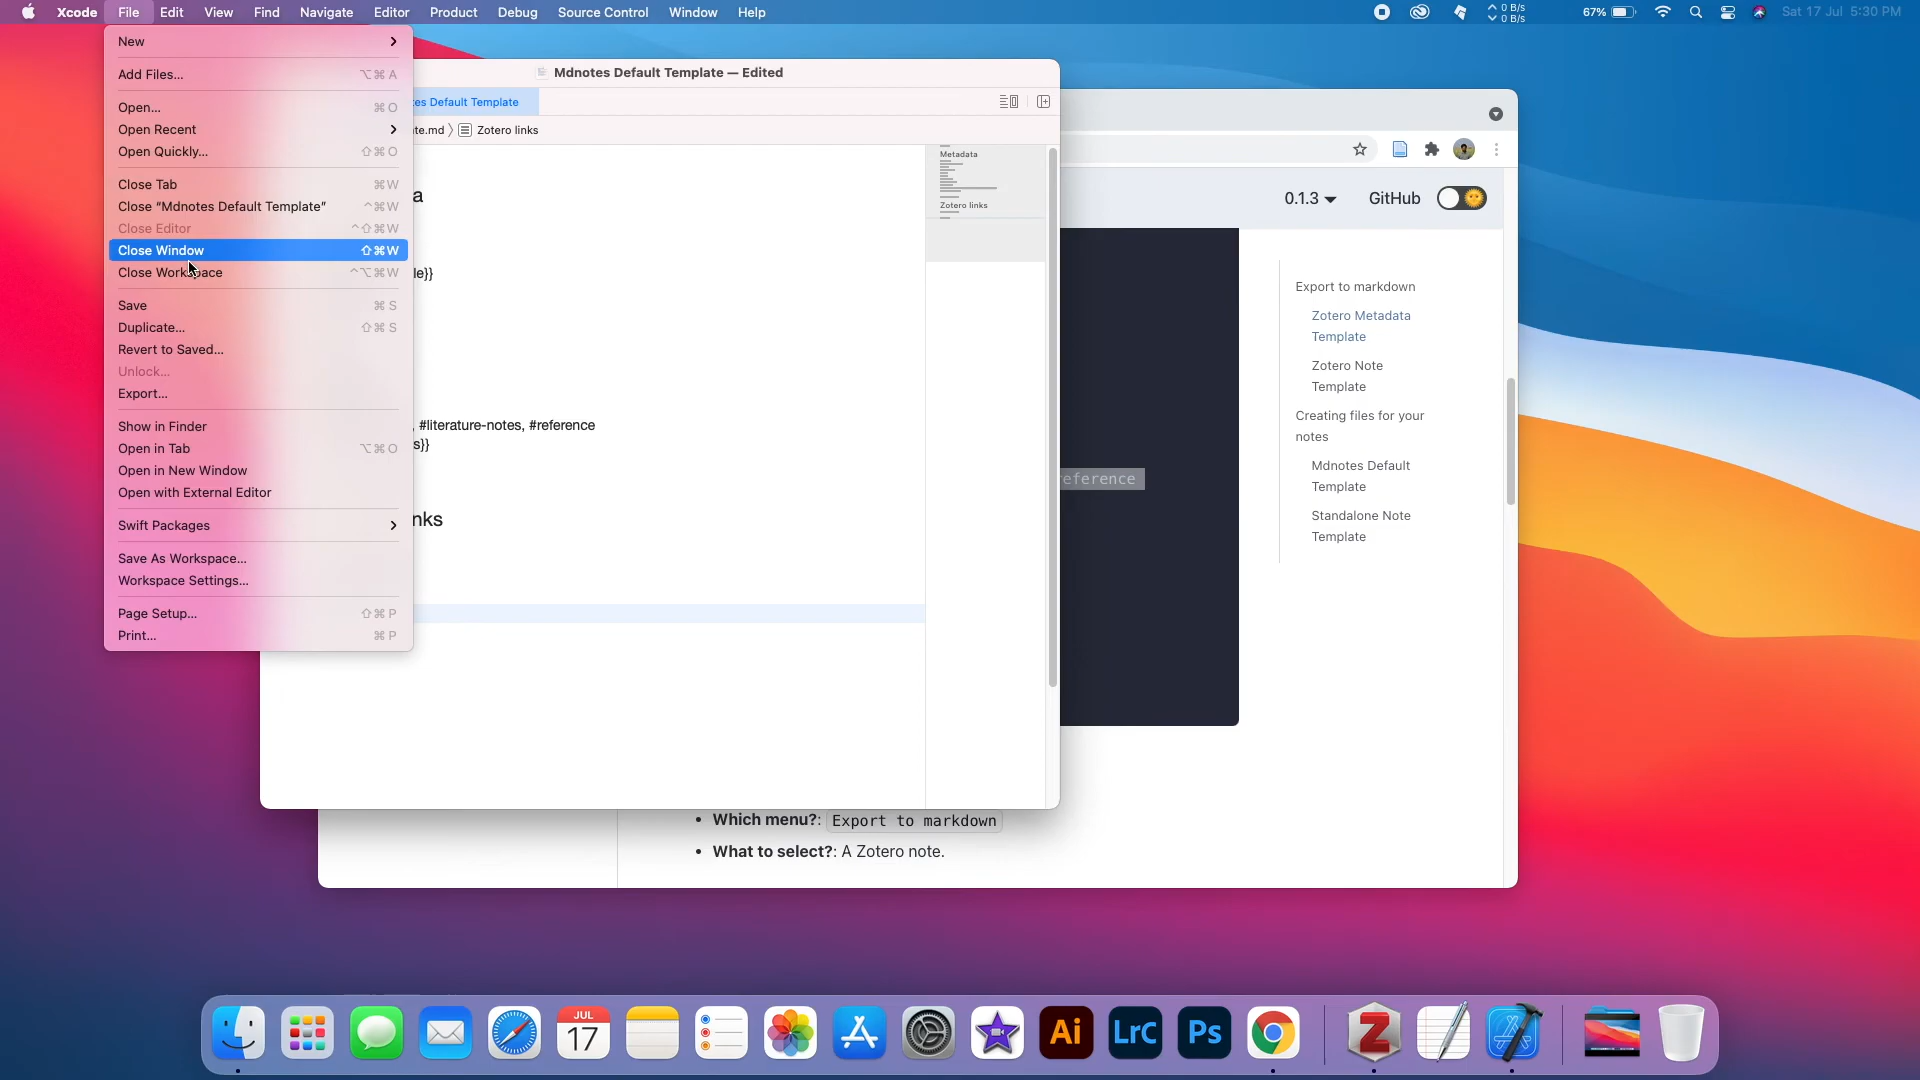 Xcode File Edit View Find Navigate Editor Product Debug Source Control Window Help
0 B/s
0 B/s
67% Sat 17 Jul 5:30 PM
New
Add Files... ⌥⌘A
Open... ⌘O
Open Recent
Open Quickly... ⇧⌘O
Close Tab ⌘W
Close “Mdnotes Default Template” ^⌘W
Close Editor ^⇧⌘W
Close Window ⇧⌘W
Close Workspace ^⌥⌘W
Save ⌘S
Duplicate... ⇧⌘S
Revert to Saved...
Unlock...
Export...
Show in Finder
Open in Tab ⌥⌘O
Open in New Window
Open with External Editor
Swift Packages
Save As Workspace...
Workspace Settings...
Page Setup... ⇧⌘P
Print... ⌘P
Mdnotes Default Template — Edited
es Default Template
te.md 〉 Zotero links
a
le}}
, #literature-notes, #reference
s}}
nks
Metadata
Zotero links
0.1.3 GitHub
eference
Export to markdown
Zotero Metadata
Template
Zotero Note
Template
Creating files for your
notes
Mdnotes Default
Template
Standalone Note
Template
• Which menu?: Export to markdown
• What to select?: A Zotero note.
JUL
17
Ai LrC Ps Z